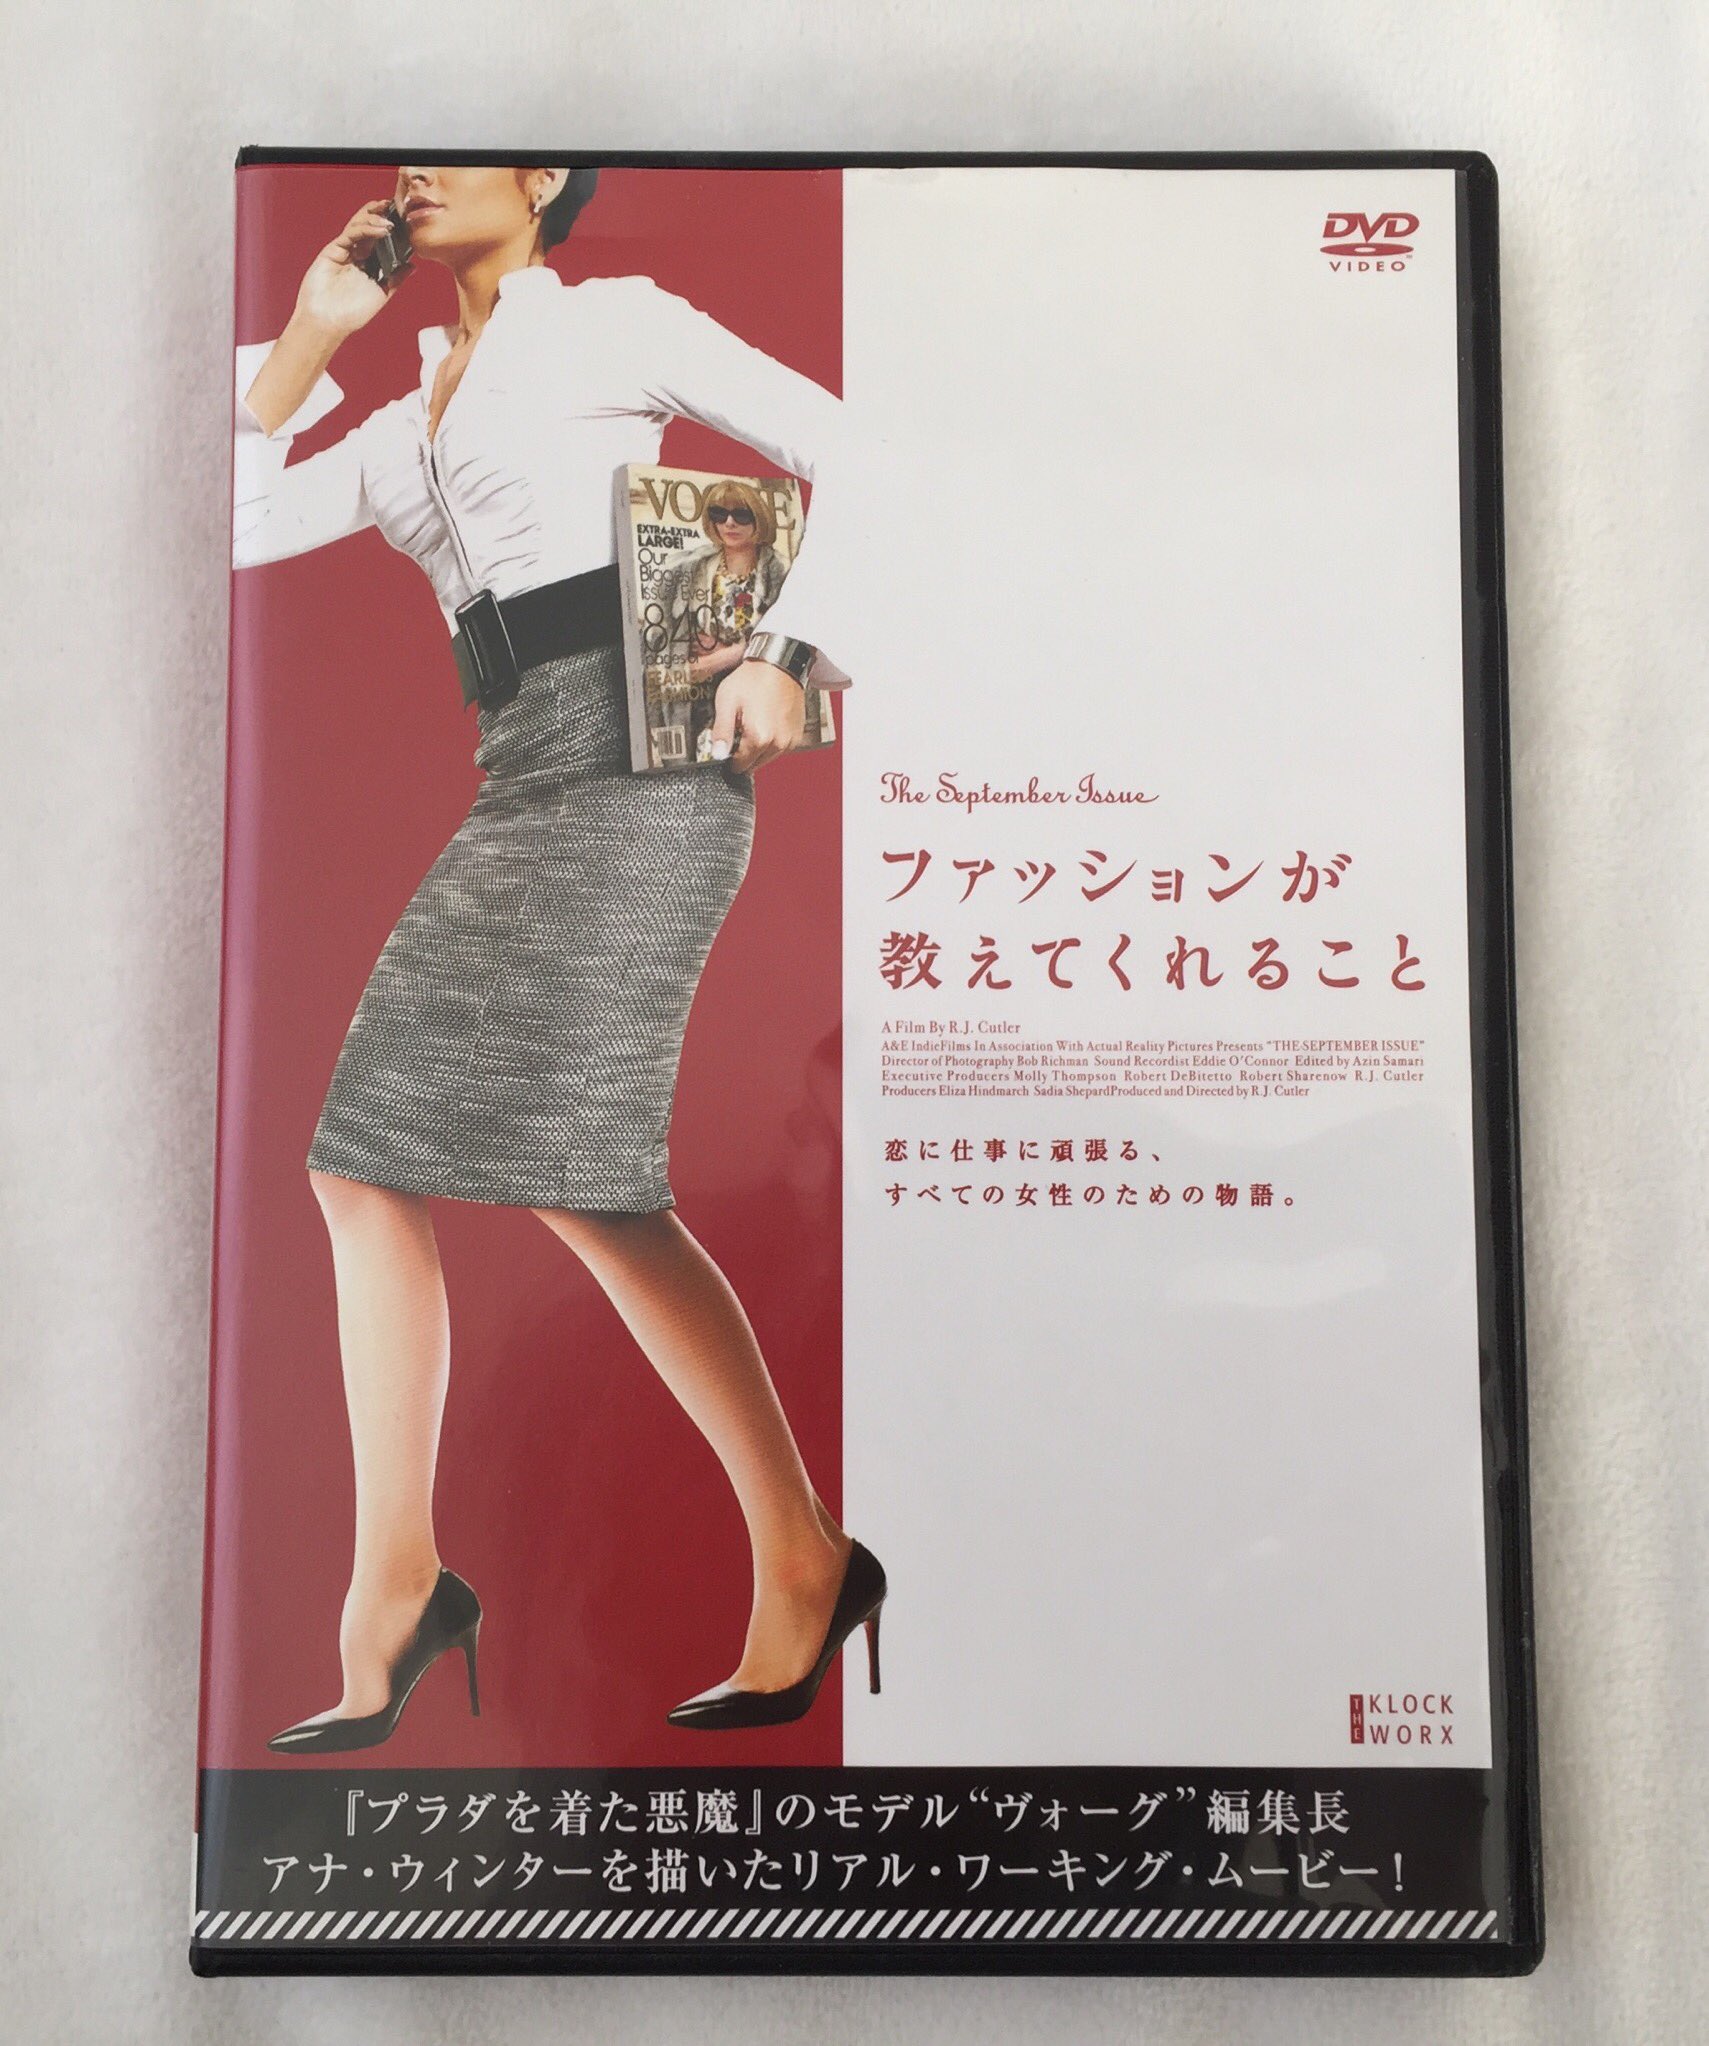 DVD
VIDEO
VOGUE
EXTRA-EXTRA
LARGE!
Our
Biggest
Issue Ever
840
pages of
FEARLESS
FASHION
The September Issue
ファッションが
教えてくれること
A Film By R.J. Cutler
A&E IndieFilms In Association With Actual Reality Pictures Presents "THE SEPTEMBER ISSUE"
Director of Photography Bob Richman Sound Recordist Eddie O'Connor Edited by Azin Samari
Executive Producers Molly Thompson Robert DeBitetto Robert Sharenow R.J. Cutler
Producers Eliza Hindmarch Sadia ShepardProduced and Directed by R.J. Cutler
恋に仕事に頑張る、
すべての女性のための物語。
THE KLOCK
WORX
『プラダを着た悪魔』のモデル“ヴォーグ”編集長
アナ・ウィンターを描いたリアル・ワーキング・ムービー！